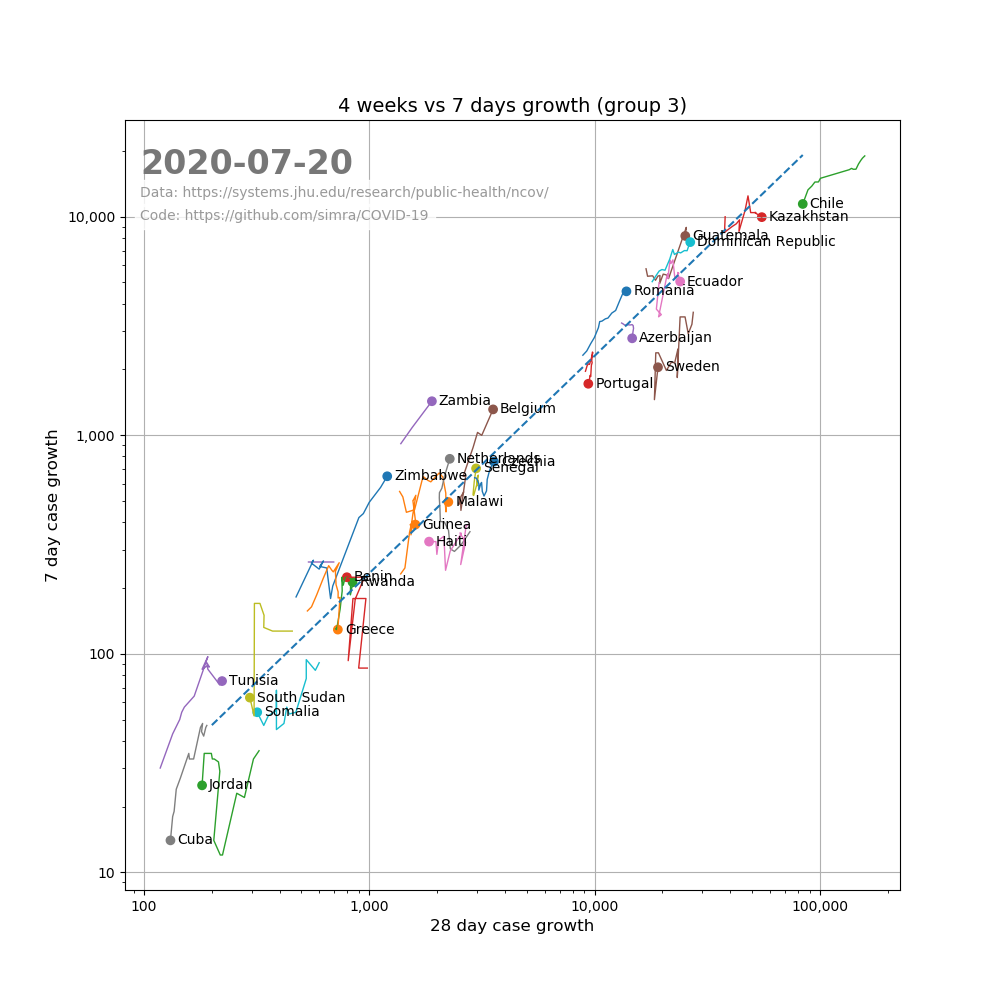 4 weeks vs 7 days growth (group 3)
2020-07-20
Data: https://systems.jhu.edu/research/public-health/ncov/
Code: https://github.com/simra/COVID-19
10,000
1,000
100
10
7 day case growth
Chile
Kazakhstan
Guatemala
Dominican Republic
Ecuador
Romania
Azerbaijan
Sweden
Portugal
Zambia
Belgium
Netherlands
Czechia
Senegal
Zimbabwe
Malawi
Guinea
Haiti
Benin
Rwanda
Greece
Tunisia
South Sudan
Somalia
Jordan
Cuba
100
1,000
10,000
100,000
28 day case growth